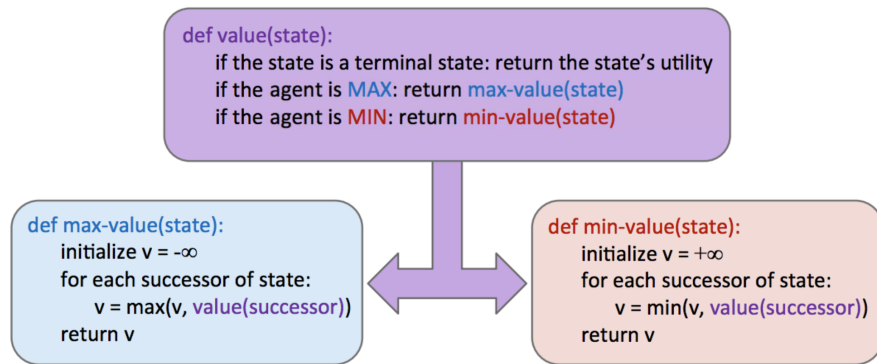 def value(state):
if the state is a terminal state: return the state's utility
if the agent is MAX: return max-value(state)
if the agent is MIN: return min-value(state)
def max-value(state):
initialize v = -∞
for each successor of state:
v = max(v, value(successor))
return v
def min-value(state):
initialize v = +∞
for each successor of state:
v = min(v, value(successor))
return v